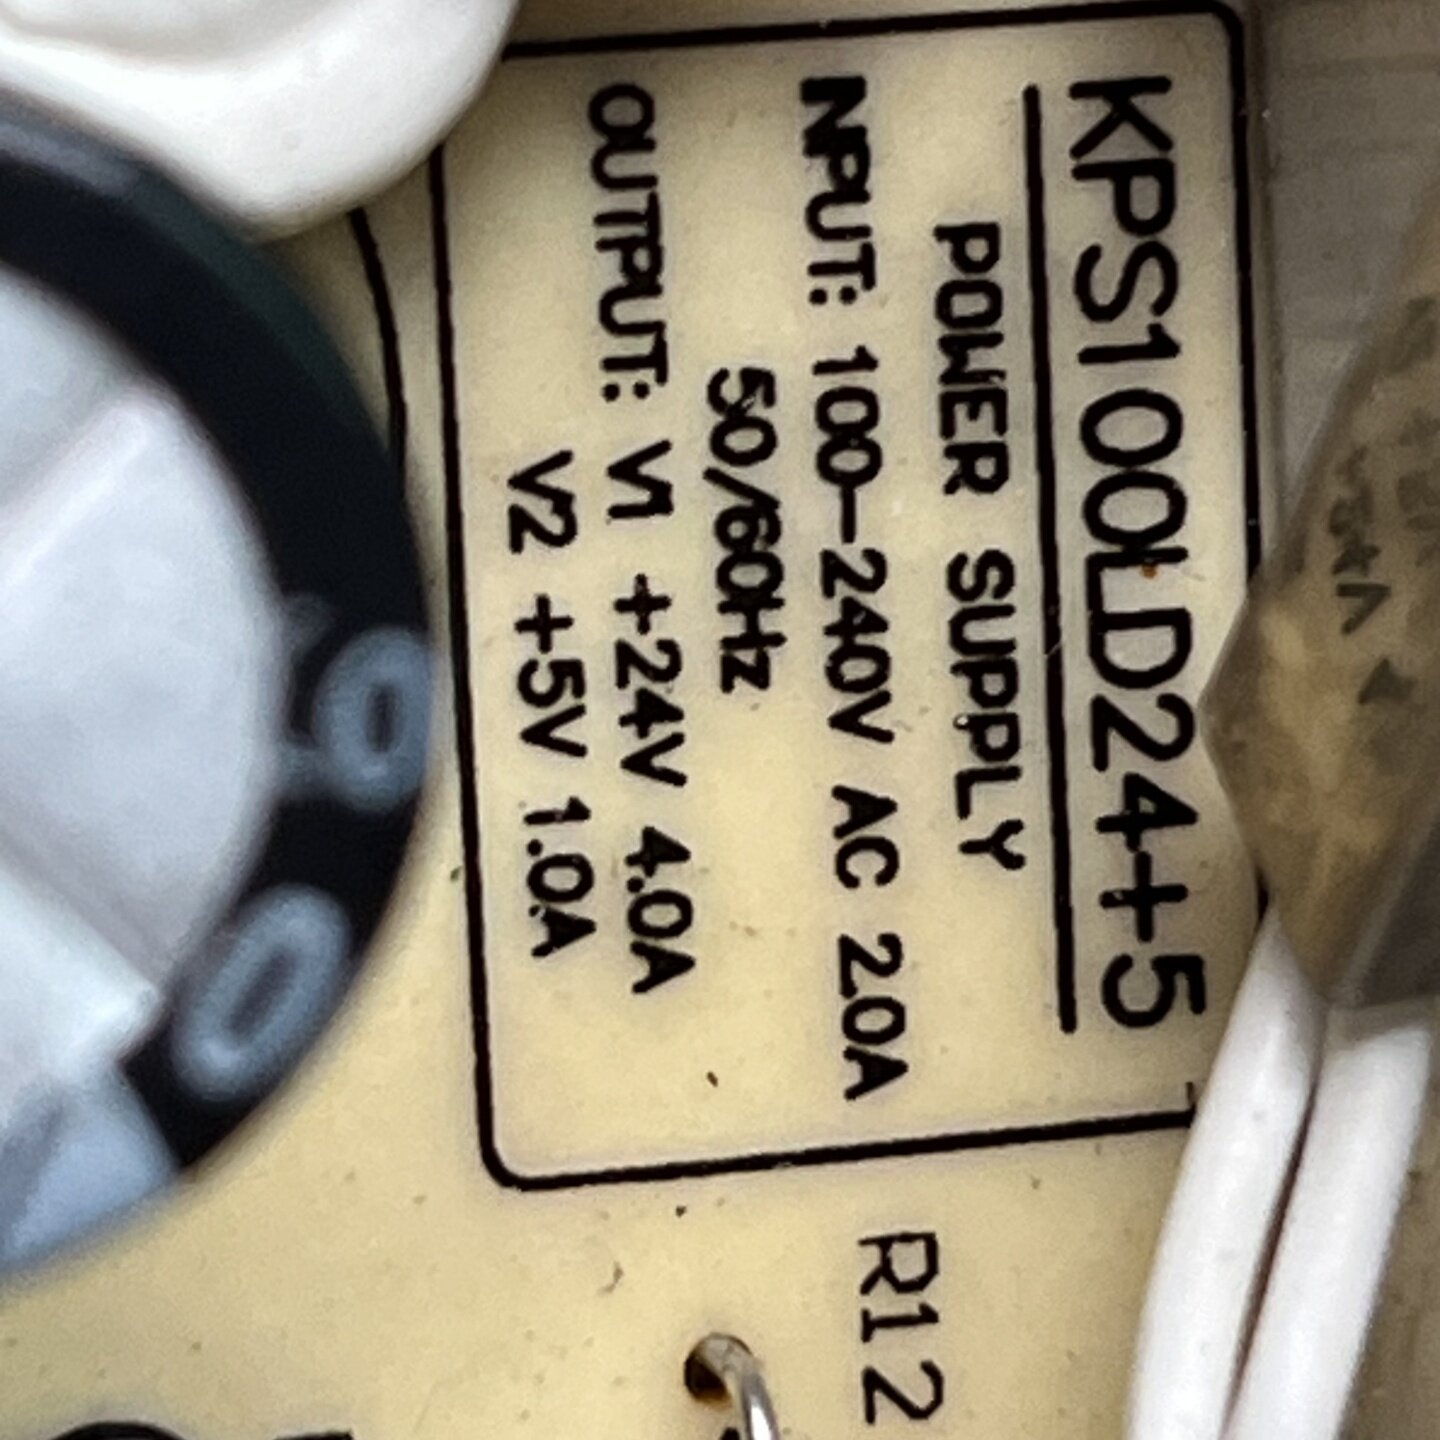 KPS100LD24+5
POWER SUPPLY
INPUT: 100-240V AC 2.0A
50/60Hz
OUTPUT: V1 +24V 4.0A
V2 +5V 1.0A
R12